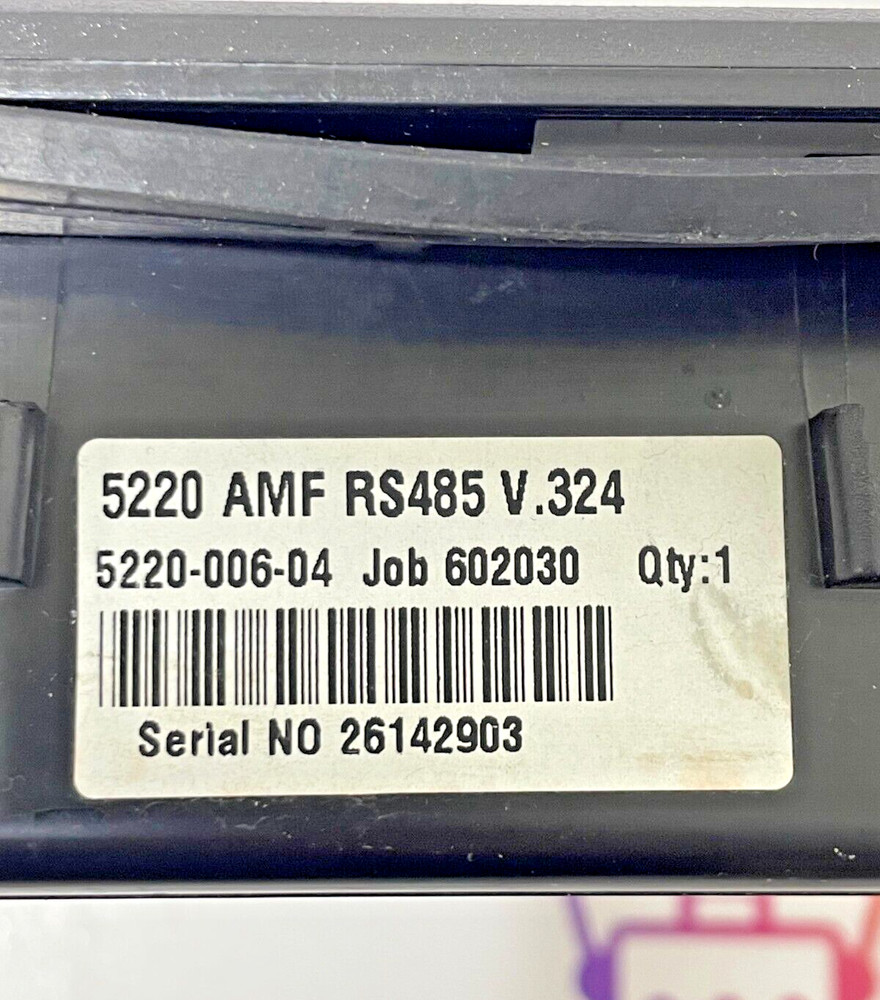 5220 AMF RS485 V.324
5220-006-04 Job 602030 Qty:1
Serial NO 26142903